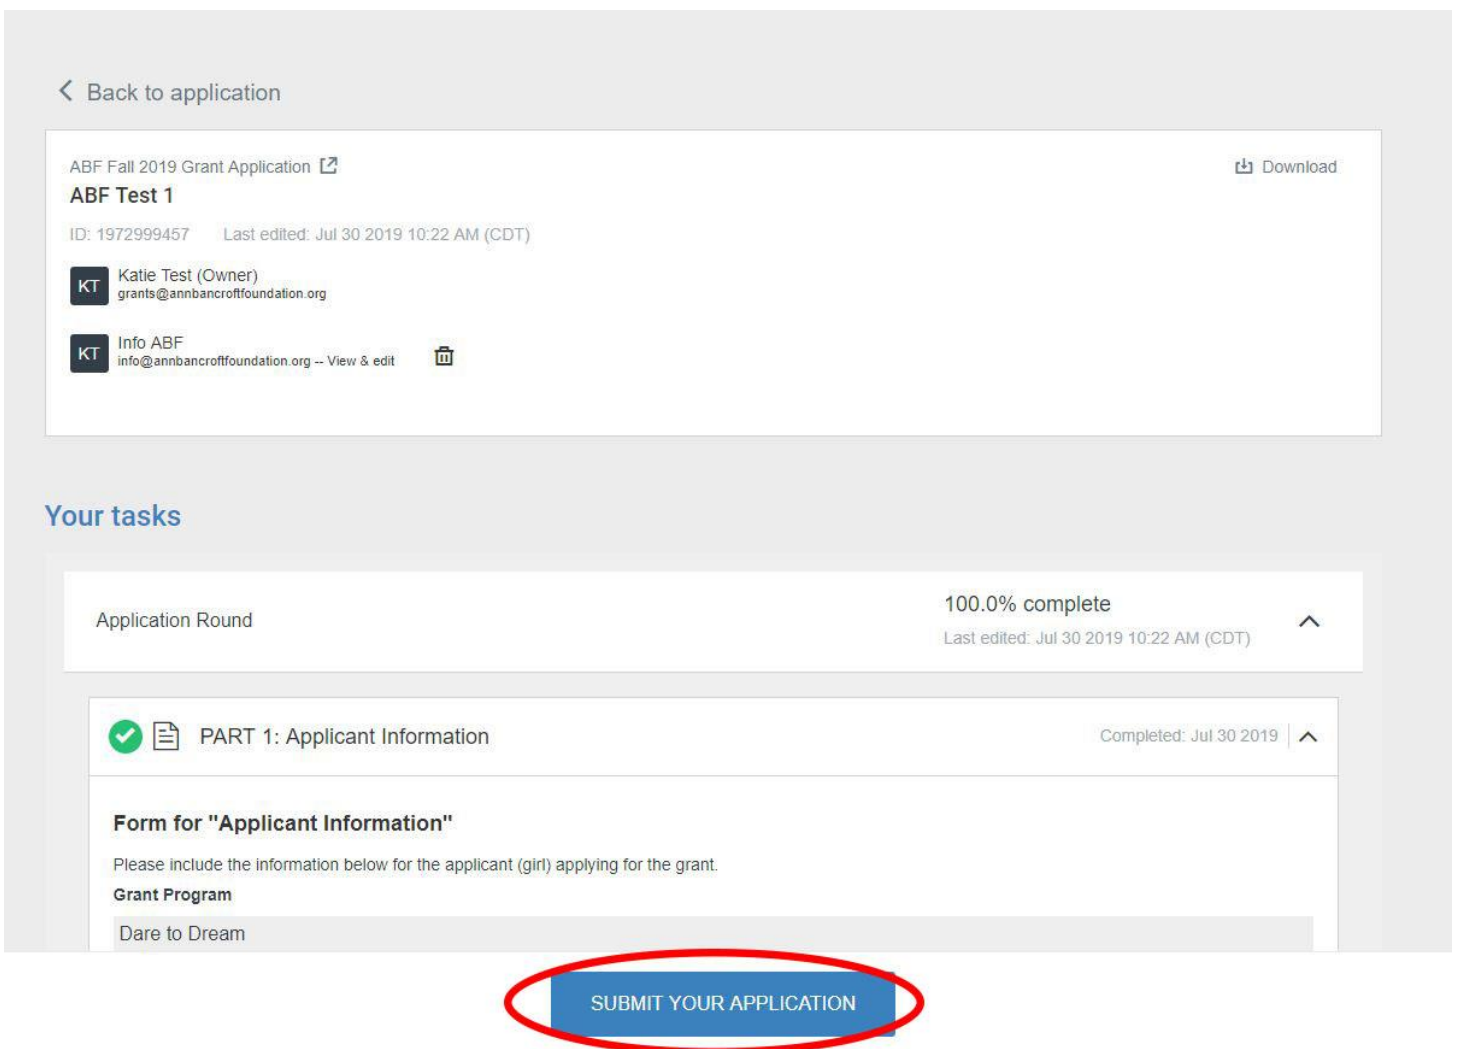 Back to application
ABF Fall 2019 Grant Application
Download
ABF Test 1
ID: 1972999457 Last edited: Jul 30 2019 10:22 AM (CDT)
KT
Katie Test (Owner)
grants@annbancroftfoundation.org
KT
Info ABF
info@annbancroftfoundation.org -- View & edit
Your tasks
Application Round
100.0% complete
Last edited: Jul 30 2019 10:22 AM (CDT)
PART 1: Applicant Information
Completed: Jul 30 2019
Form for "Applicant Information"
Please include the information below for the applicant (girl) applying for the grant.
Grant Program
Dare to Dream
SUBMIT YOUR APPLICATION